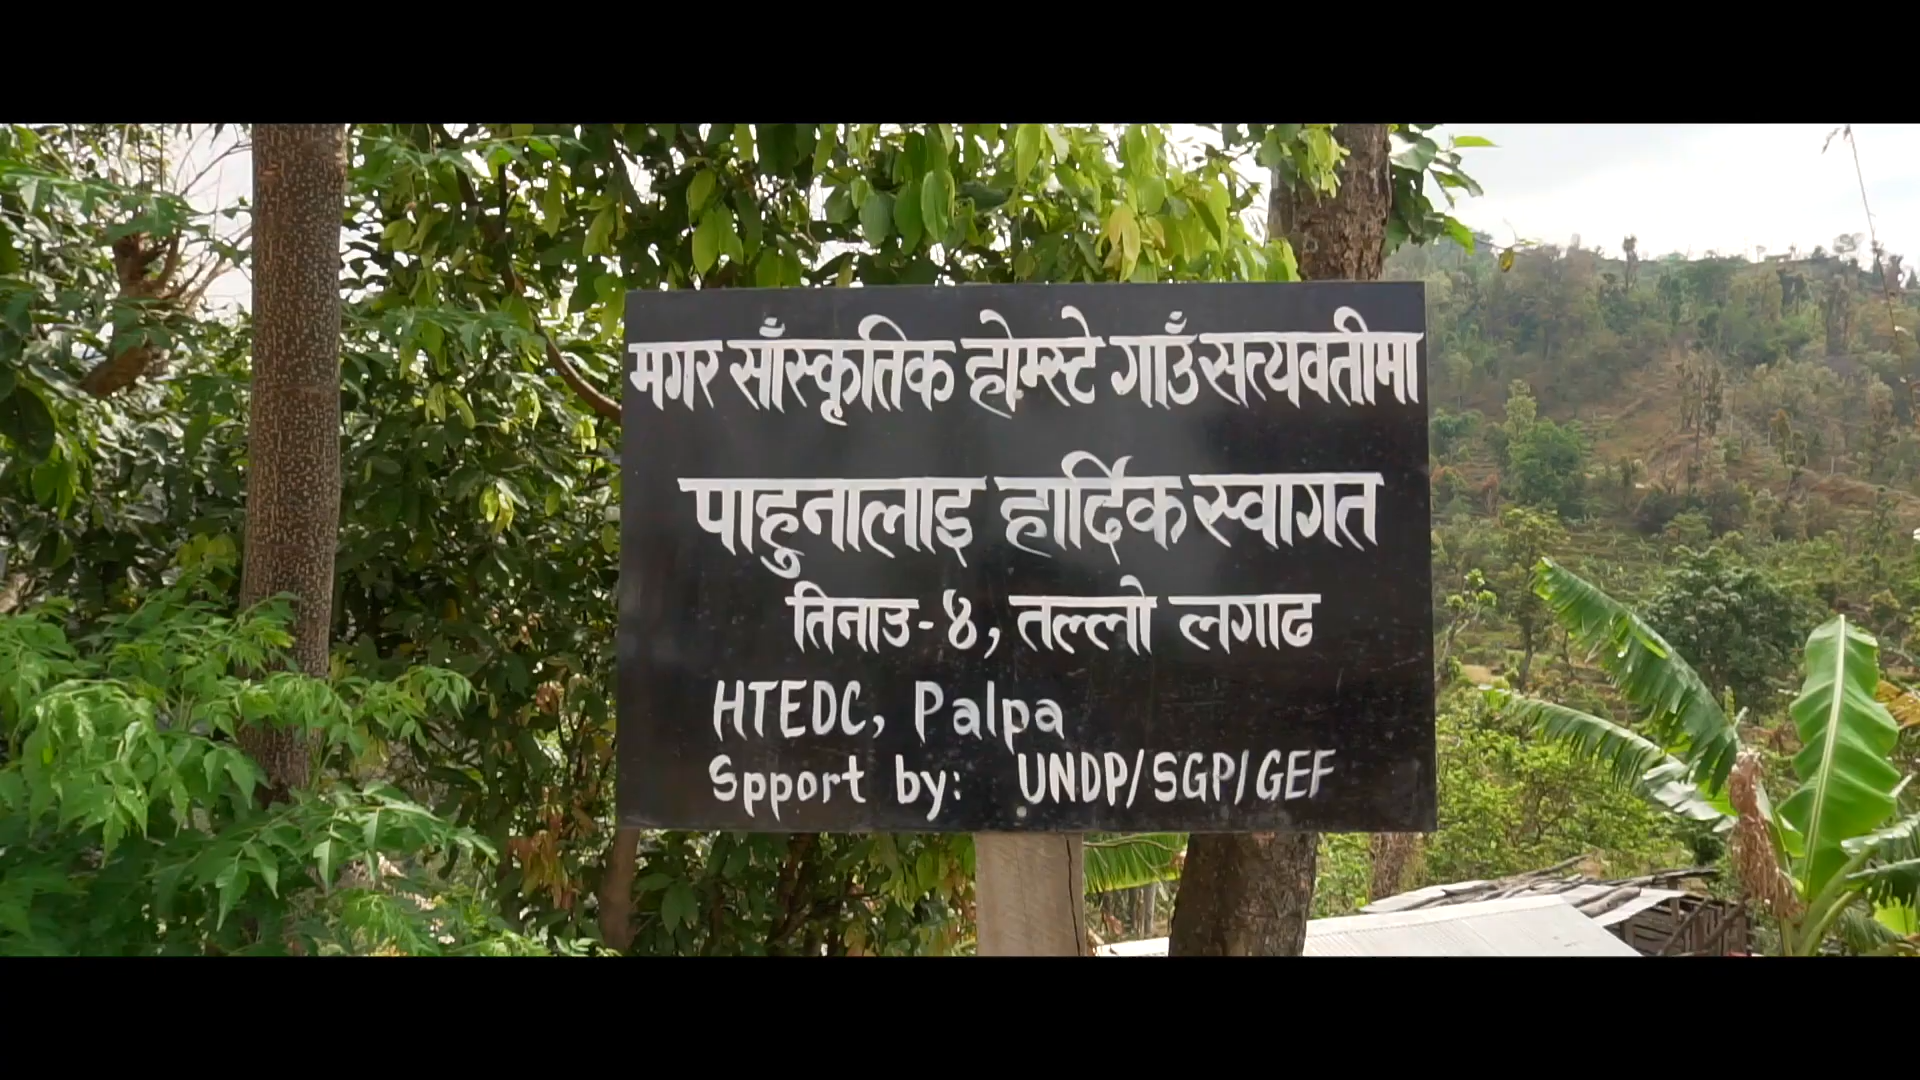 मगर साँस्कृतिक होम्स्टे गाउँ सत्यवतीमा
पाहुनालाइ हार्दिक स्वागत
तिनाउ-४, तल्लो लगाढ
HTEDC, Palpa
Spport by: UNDP/SGP/GEF